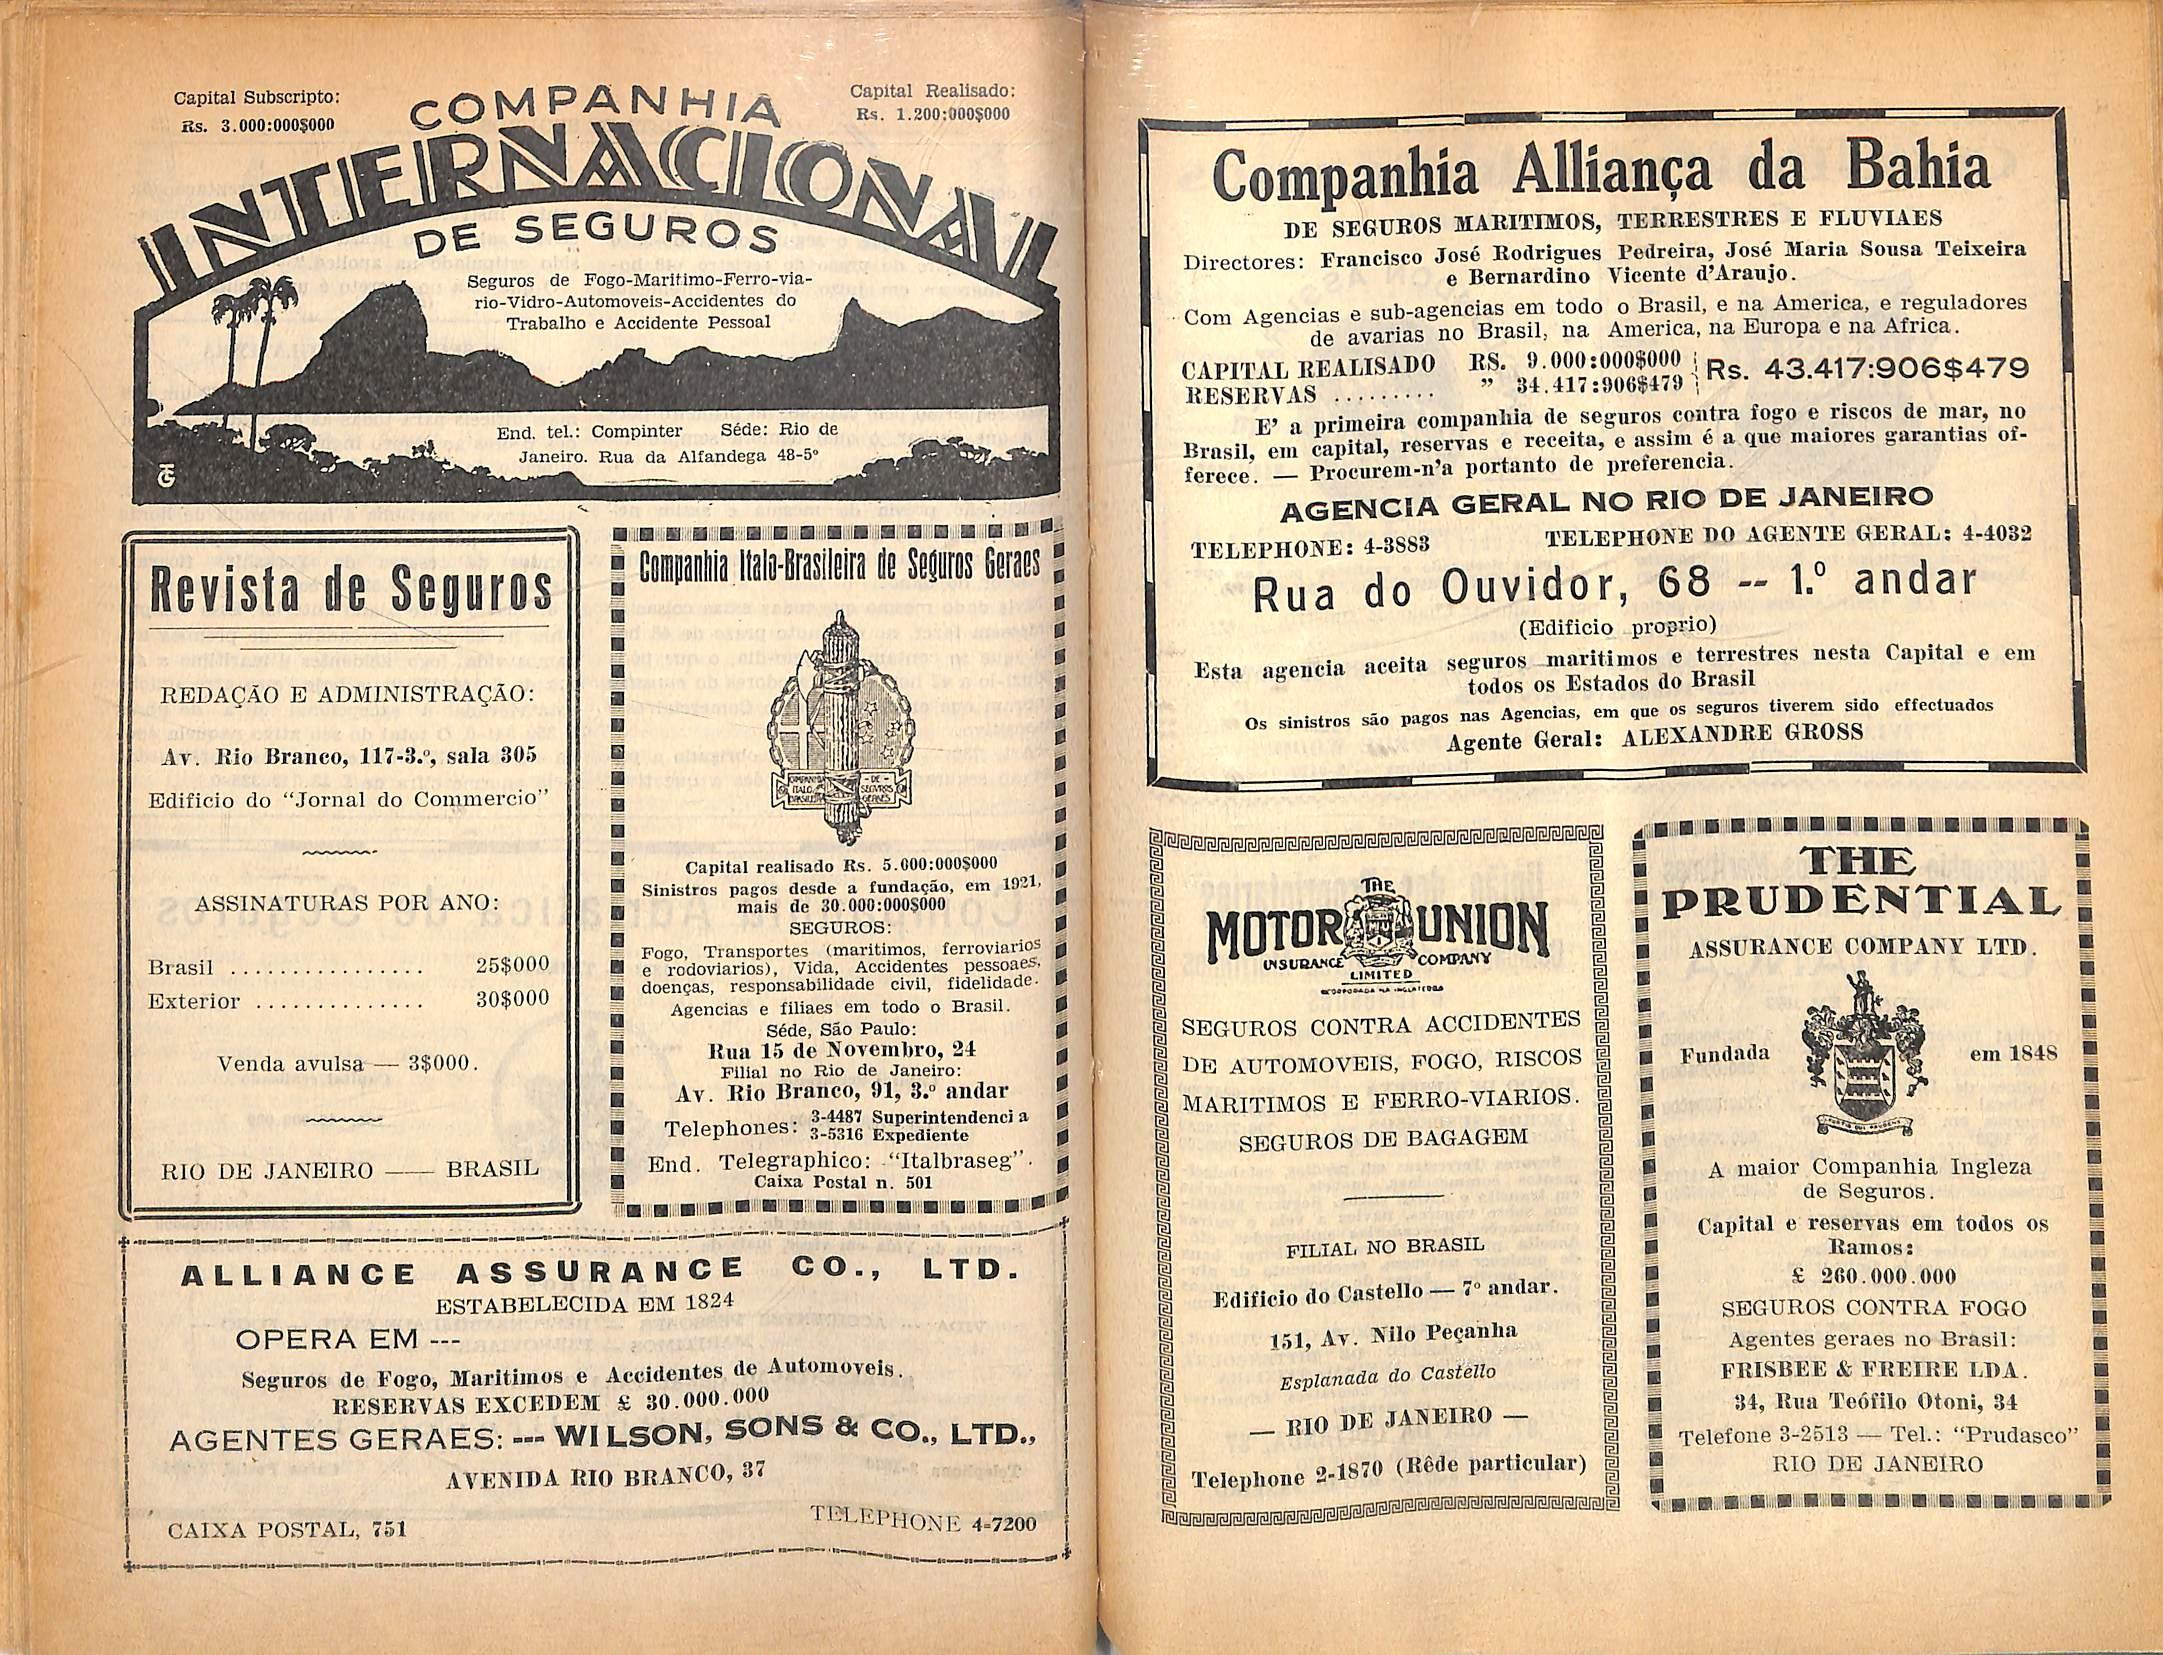 Capital Subscripto:
Rs. 3.000:000$000
Capital Realisado:
Rs. 1.200:000$000
COMPANHIA
INTERNACIONAL
DE SEGUROS
Seguros de Fogo-Maritimo-Ferro-via-
rio-Vidro-Automoveis-Accidentes do
Trabalho e Accidente Pessoal
End. tel.: Compinter Séde: Rio de
Janeiro. Rua da Alfandega 48-5º
Revista de Seguros
REDAÇÃO E ADMINISTRAÇÃO:
Av. Rio Branco, 117-3.º, sala 305
Edificio do “Jornal do Commercio”
ASSINATURAS POR ANO:
Brasil ................ 25$000
Exterior .............. 30$000
Venda avulsa — 3$000.
RIO DE JANEIRO —— BRASIL
Companhia Italo-Brasileira de Seguros Geraes
COMPANHIA
ITALO
BRASILEIRA
- DE -
SEGVROS
GERAES
Capital realisado Rs. 5.000:000$000
Sinistros pagos desde a fundação, em 1921,
mais de 30.000:000$000
SEGUROS:
Fogo, Transportes (maritimos, ferroviarios
e rodoviarios), Vida, Accidentes pessoaes,
doenças, responsabilidade civil, fidelidade.
Agencias e filiaes em todo o Brasil.
Séde, São Paulo:
Rua 15 de Novembro, 24
Filial no Rio de Janeiro:
Av. Rio Branco, 91, 3.º andar
Telephones: 3-4487 Superintendencia
3-5316 Expediente
End. Telegraphico: “Italbraseg”.
Caixa Postal n. 501
ALLIANCE ASSURANCE CO., LTD.
ESTABELECIDA EM 1824
OPERA EM ---
Seguros de Fogo, Maritimos e Accidentes de Automoveis.
RESERVAS EXCEDEM £ 30.000.000
AGENTES GERAES: --- WILSON, SONS & CO., LTD.,
AVENIDA RIO BRANCO, 37
CAIXA POSTAL, 751
TELEPHONE 4-7200
Companhia Alliança da Bahia
DE SEGUROS MARITIMOS, TERRESTRES E FLUVIAES
Directores: Francisco José Rodrigues Pedreira, José Maria Sousa Teixeira
e Bernardino Vicente d'Araujo.
Com Agencias e sub-agencias em todo o Brasil, e na America, e reguladores
de avarias no Brasil, na America, na Europa e na Africa.
CAPITAL REALISADO RS. 9.000:000$000
RESERVAS ......... ” 34.417:906$479
Rs. 43.417:906$479
E' a primeira companhia de seguros contra fogo e riscos de mar, no
Brasil, em capital, reservas e receita, e assim é a que maiores garantias of-
ferece. — Procurem-n'a portanto de preferencia.
AGENCIA GERAL NO RIO DE JANEIRO
TELEPHONE: 4-3883 TELEPHONE DO AGENTE GERAL: 4-4032
Rua do Ouvidor, 68 -- 1.º andar
(Edificio proprio)
Esta agencia aceita seguros maritimos e terrestres nesta Capital e em
todos os Estados do Brasil
Os sinistros são pagos nas Agencias, em que os seguros tiverem sido effectuados
Agente Geral: ALEXANDRE GROSS
THE
MOTOR UNION
INSURANCE COMPANY
LIMITED
INCORPORADA NA INGLATERRA
SEGUROS CONTRA ACCIDENTES
DE AUTOMOVEIS, FOGO, RISCOS
MARITIMOS E FERRO-VIARIOS.
SEGUROS DE BAGAGEM
FILIAL NO BRASIL
Edificio do Castello — 7º andar.
151, Av. Nilo Peçanha
Esplanada do Castello
— RIO DE JANEIRO —
Telephone 2-1870 (Rêde particular)
THE
PRUDENTIAL
ASSURANCE COMPANY LTD.
Fundada em 1848
A maior Companhia Ingleza
de Seguros.
Capital e reservas em todos os
Ramos:
£ 260.000.000
SEGUROS CONTRA FOGO
Agentes geraes no Brasil:
FRISBEE & FREIRE LDA.
34, Rua Teófilo Otoni, 34
Telefone 3-2513 — Tel.: “Prudasco”
RIO DE JANEIRO